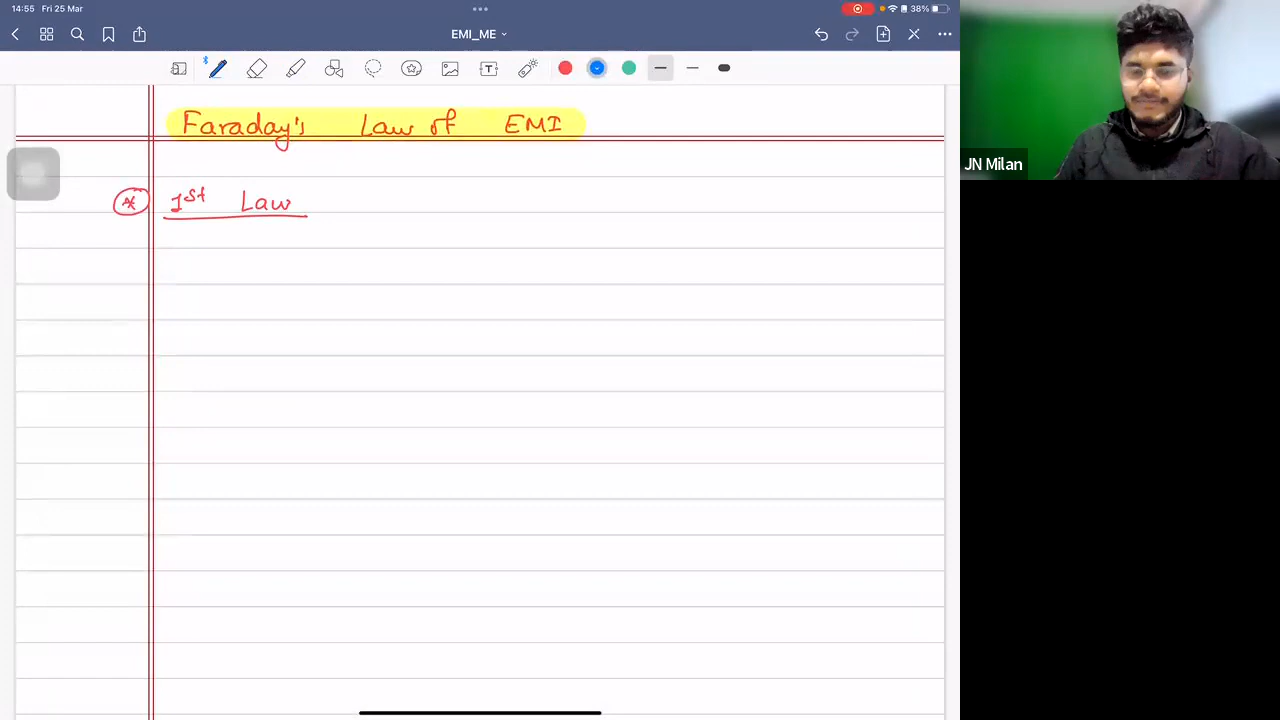 14:55 Fri 25 Mar
38%
EMI_ME
T
Faraday's Law of EMI
1st Law
JN Milan